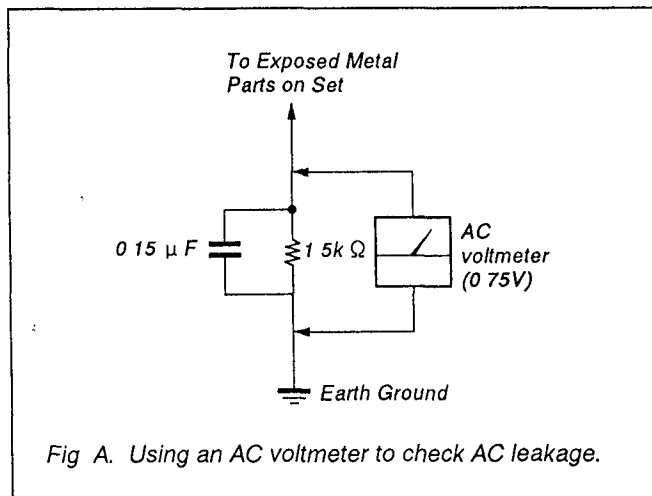 To Exposed Metal
Parts on Set
0 15 µ F
1 5k Ω
AC
voltmeter
(0 75V)
Earth Ground
Fig A. Using an AC voltmeter to check AC leakage.